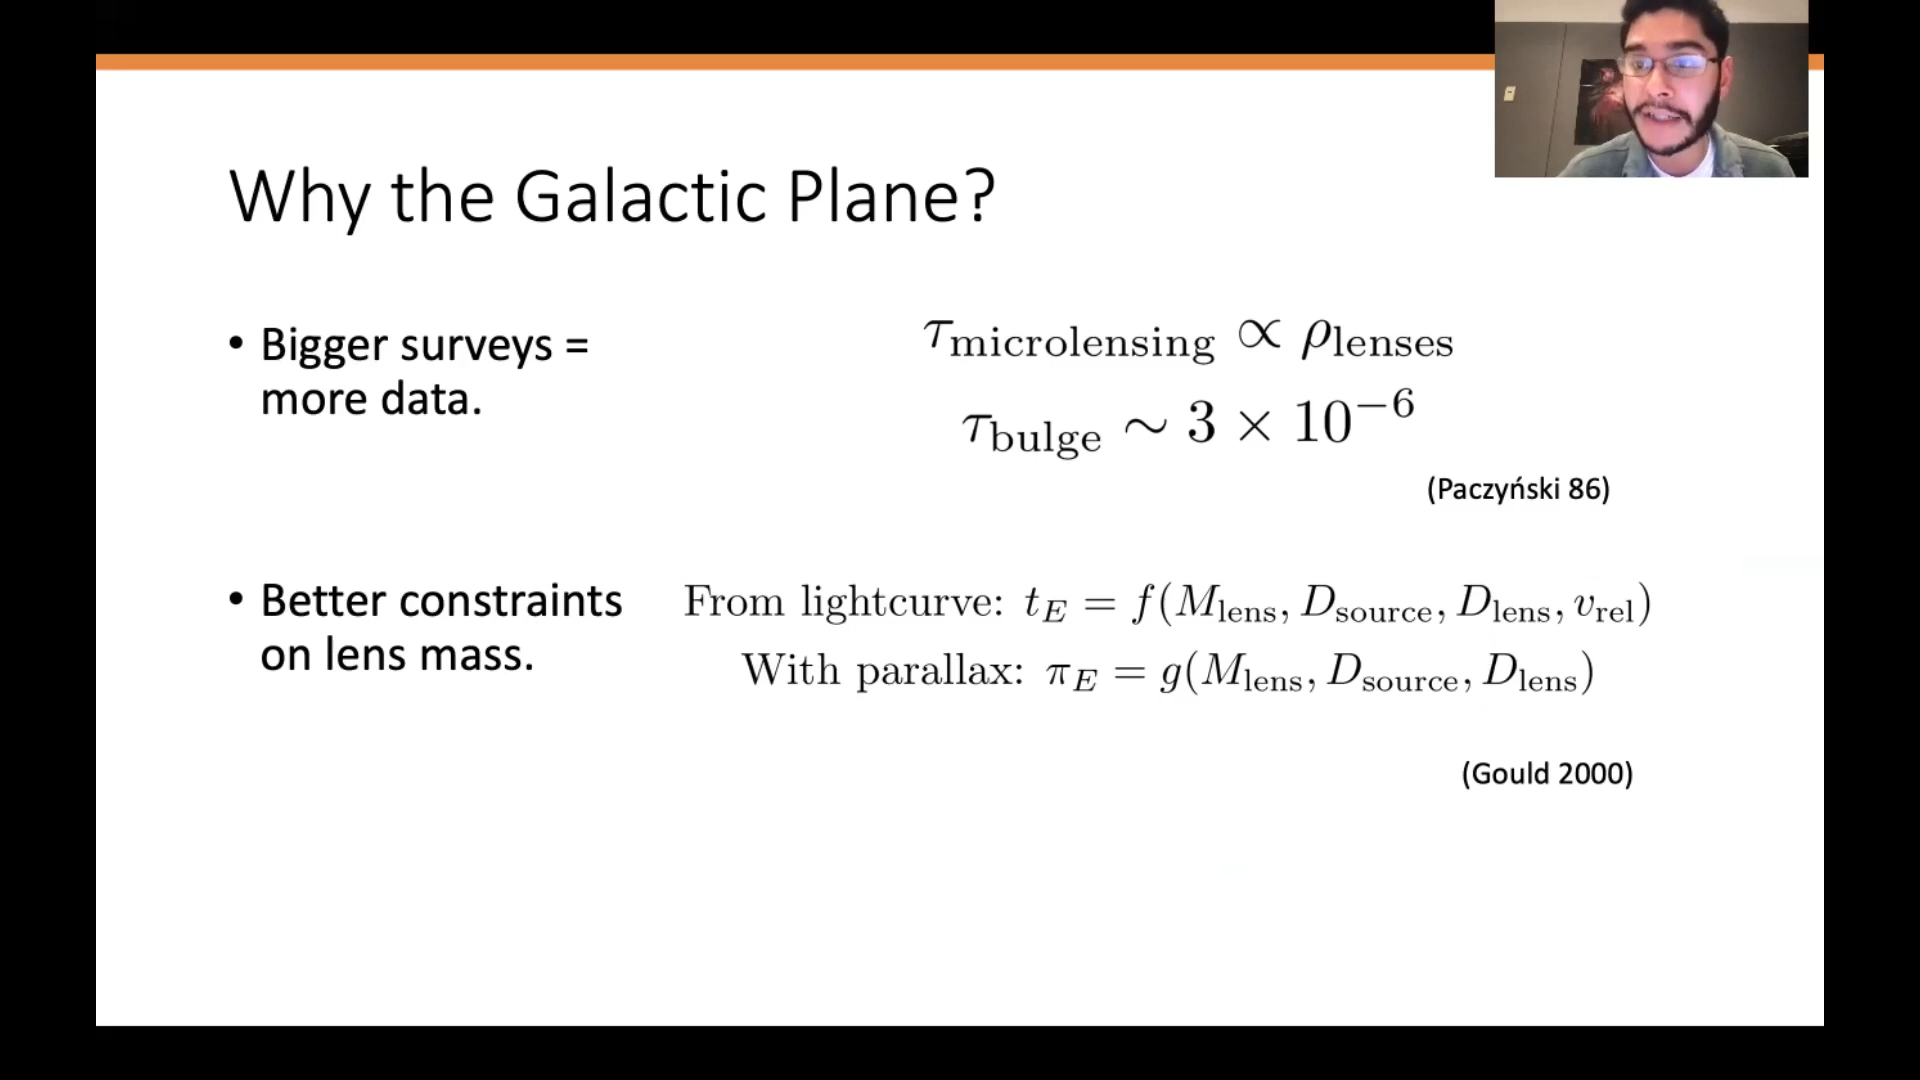 Why the Galactic Plane?
• Bigger surveys =
more data.
τ_microlensing ∝ ρ_lenses
τ_bulge ∼ 3 × 10^−6
(Paczyński 86)
• Better constraints
on lens mass.
From lightcurve: t_E = f(M_lens, D_source, D_lens, v_rel)
With parallax: π_E = g(M_lens, D_source, D_lens)
(Gould 2000)